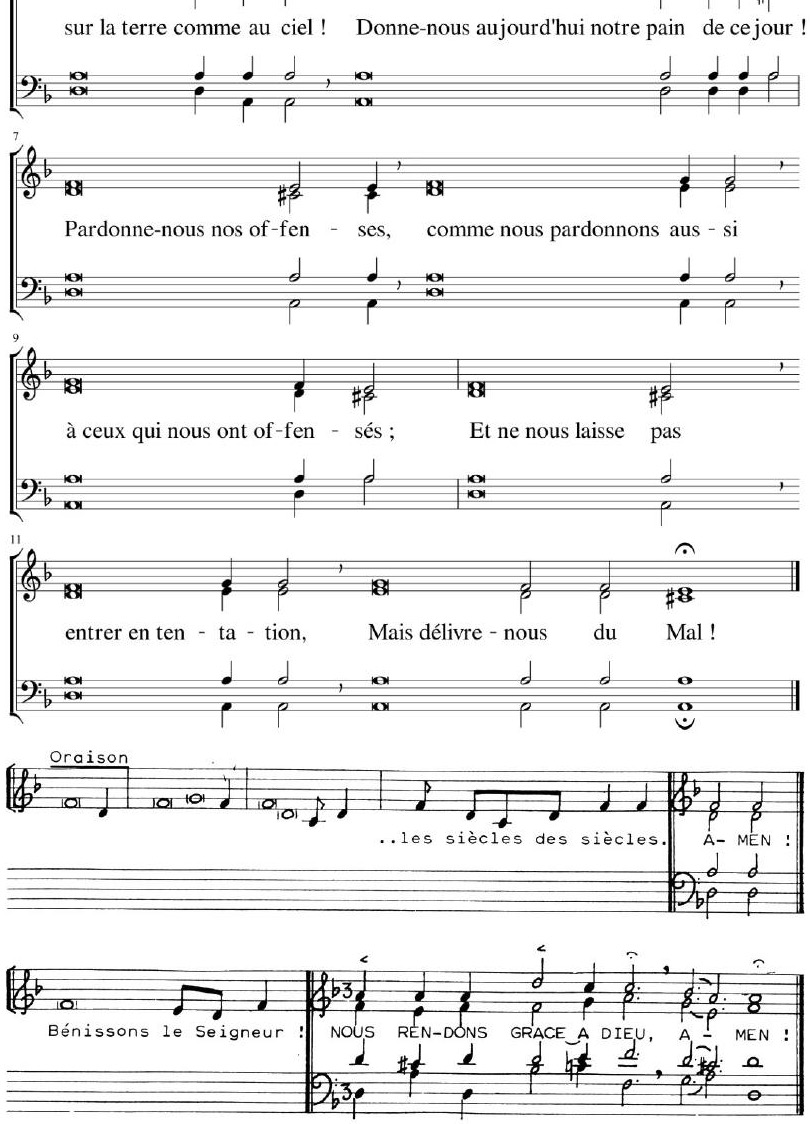 sur la terre comme au ciel ! Donne-nous aujourd'hui notre pain de ce jour !
7
Pardonne-nous nos of-fen - ses, comme nous pardonnons aus - si
9
à ceux qui nous ont of-fen - sés ; Et ne nous laisse pas
11
entrer en ten - ta - tion, Mais délivre - nous du Mal !
Oraison
..les siècles des siècles. A- MEN !
3
Bénissons le Seigneur ! NOUS REN-DONS GRACE A DIEU, A - MEN !
3